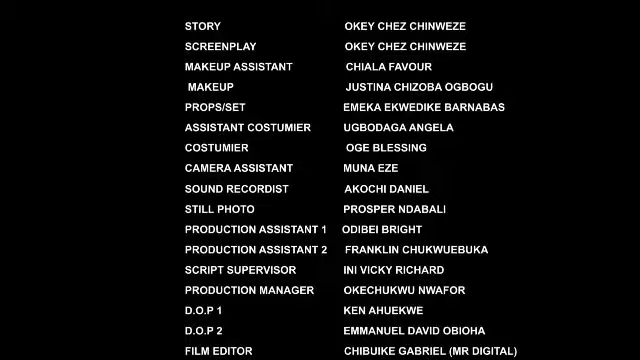 STORY OKEY CHEZ CHINWEZE
SCREENPLAY OKEY CHEZ CHINWEZE
MAKEUP ASSISTANT CHIALA FAVOUR
MAKEUP JUSTINA CHIZOBA OGBOGU
PROPS/SET EMEKA EKWEDIKE BARNABAS
ASSISTANT COSTUMIER UGBODAGA ANGELA
COSTUMIER OGE BLESSING
CAMERA ASSISTANT MUNA EZE
SOUND RECORDIST AKOCHI DANIEL
STILL PHOTO PROSPER NDABALI
PRODUCTION ASSISTANT 1 ODIBEI BRIGHT
PRODUCTION ASSISTANT 2 FRANKLIN CHUKWUEBUKA
SCRIPT SUPERVISOR INI VICKY RICHARD
PRODUCTION MANAGER OKECHUKWU NWAFOR
D.O.P 1 KEN AHUEKWE
D.O.P 2 EMMANUEL DAVID OBIOHA
FILM EDITOR CHIBUIKE GABRIEL (MR DIGITAL)